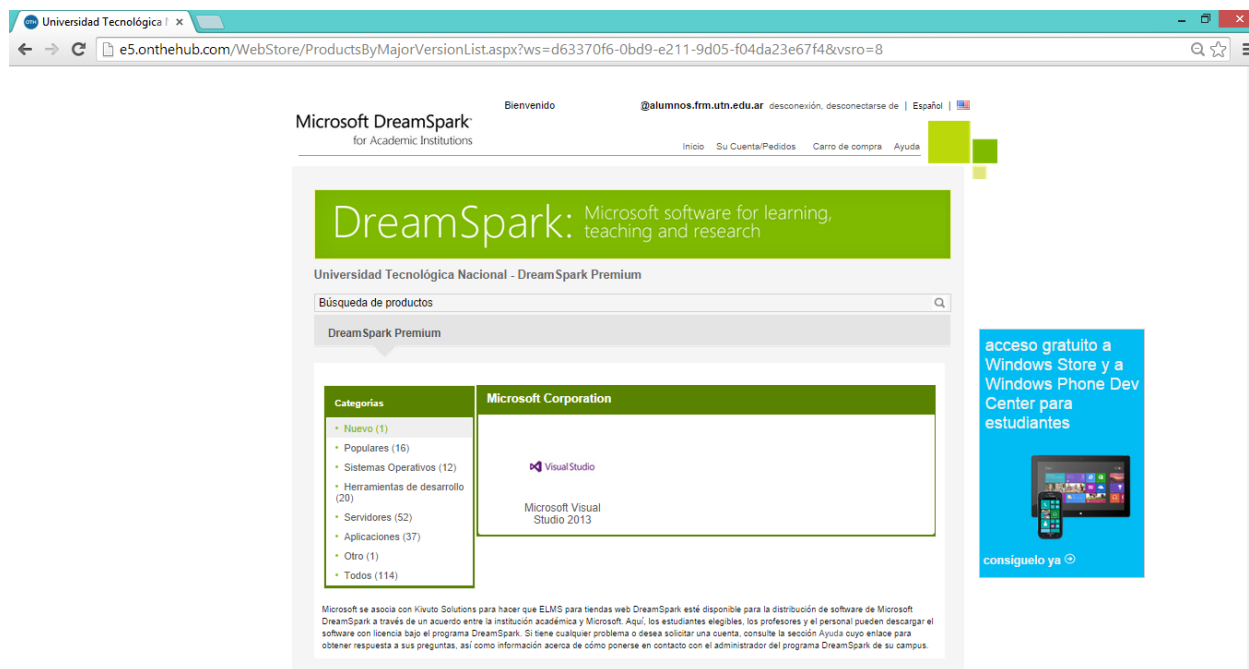 Universidad Tecnológica N
e5.onthehub.com/WebStore/ProductsByMajorVersionList.aspx?ws=d63370f6-0bd9-e211-9d05-f04da23e67f4&vsro=8
Bienvenido @alumnos.frm.utn.edu.ar desconexión, desconectarse de | Español |
Microsoft DreamSpark
for Academic Institutions
Inicio Su Cuenta/Pedidos Carro de compra Ayuda
DreamSpark: Microsoft software for learning,
teaching and research
Universidad Tecnológica Nacional - DreamSpark Premium
Búsqueda de productos
DreamSpark Premium
Categorías
• Nuevo (1)
• Populares (16)
• Sistemas Operativos (12)
• Herramientas de desarrollo
(20)
• Servidores (52)
• Aplicaciones (37)
• Otro (1)
• Todos (114)
Microsoft Corporation
Visual Studio
Microsoft Visual
Studio 2013
acceso gratuito a
Windows Store y a
Windows Phone Dev
Center para
estudiantes
consíguelo ya
Microsoft se asocia con Kivuto Solutions para hacer que ELMS para tiendas web DreamSpark esté disponible para la distribución de software de Microsoft
DreamSpark a través de un acuerdo entre la institución académica y Microsoft. Aquí, los estudiantes elegibles, los profesores y el personal pueden descargar el
software con licencia bajo el programa DreamSpark. Si tiene cualquier problema o desea solicitar una cuenta, consulte la sección Ayuda cuyo enlace para
obtener respuesta a sus preguntas, así como información acerca de cómo ponerse en contacto con el administrador del programa DreamSpark de su campus.